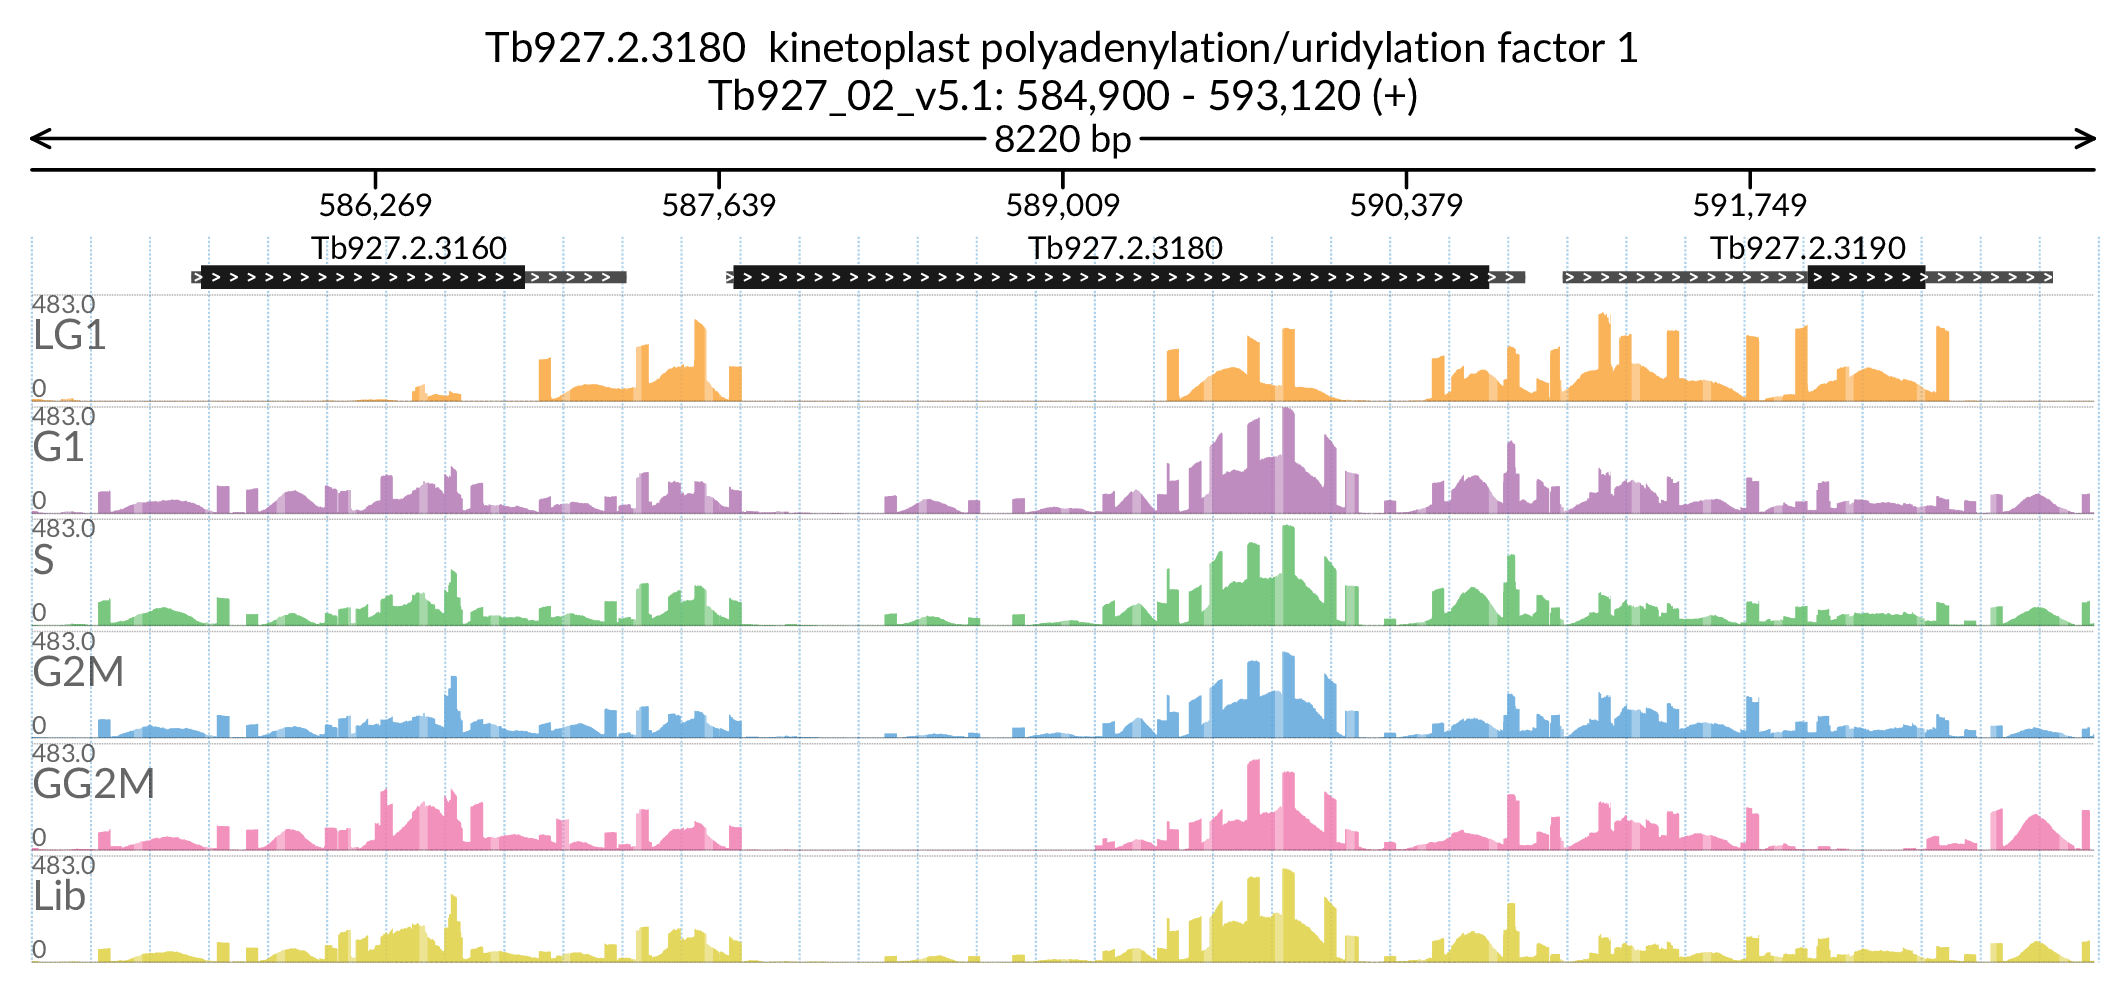 Tb927.2.3180 kinetoplast polyadenylation/uridylation factor 1
Tb927_02_v5.1: 584,900 - 593,120 (+)
8220 bp
586,269 587,639 589,009 590,379 591,749
Tb927.2.3160 Tb927.2.3180 Tb927.2.3190
483.0
LG1
0
483.0
G1
0
483.0
S
0
483.0
G2M
0
483.0
GG2M
0
483.0
Lib
0